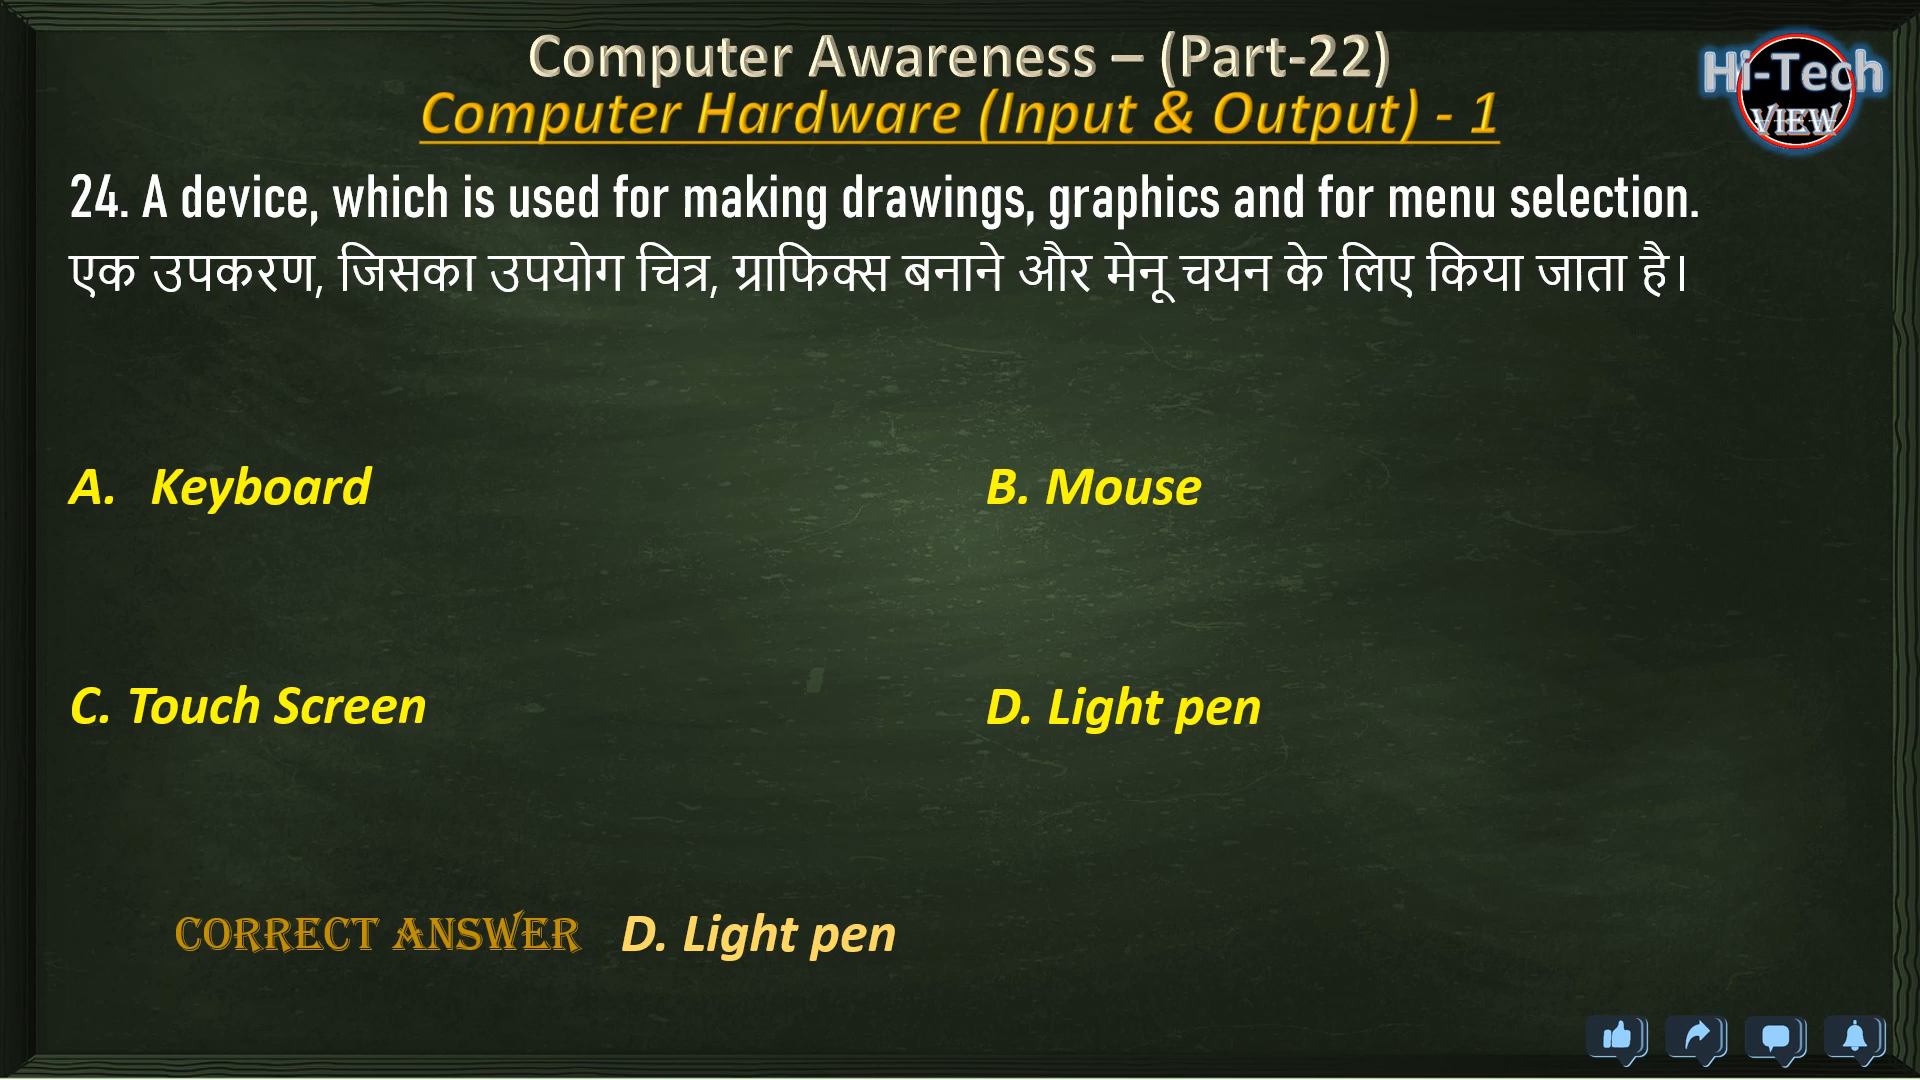 Computer Awareness – (Part-22)
Computer Hardware (Input & Output) - 1
Hi-Tech
VIEW
24. A device, which is used for making drawings, graphics and for menu selection.
एक उपकरण, जिसका उपयोग चित्र, ग्राफिक्स बनाने और मेनू चयन के लिए किया जाता है।
A. Keyboard
B. Mouse
C. Touch Screen
D. Light pen
CORRECT ANSWER D. Light pen